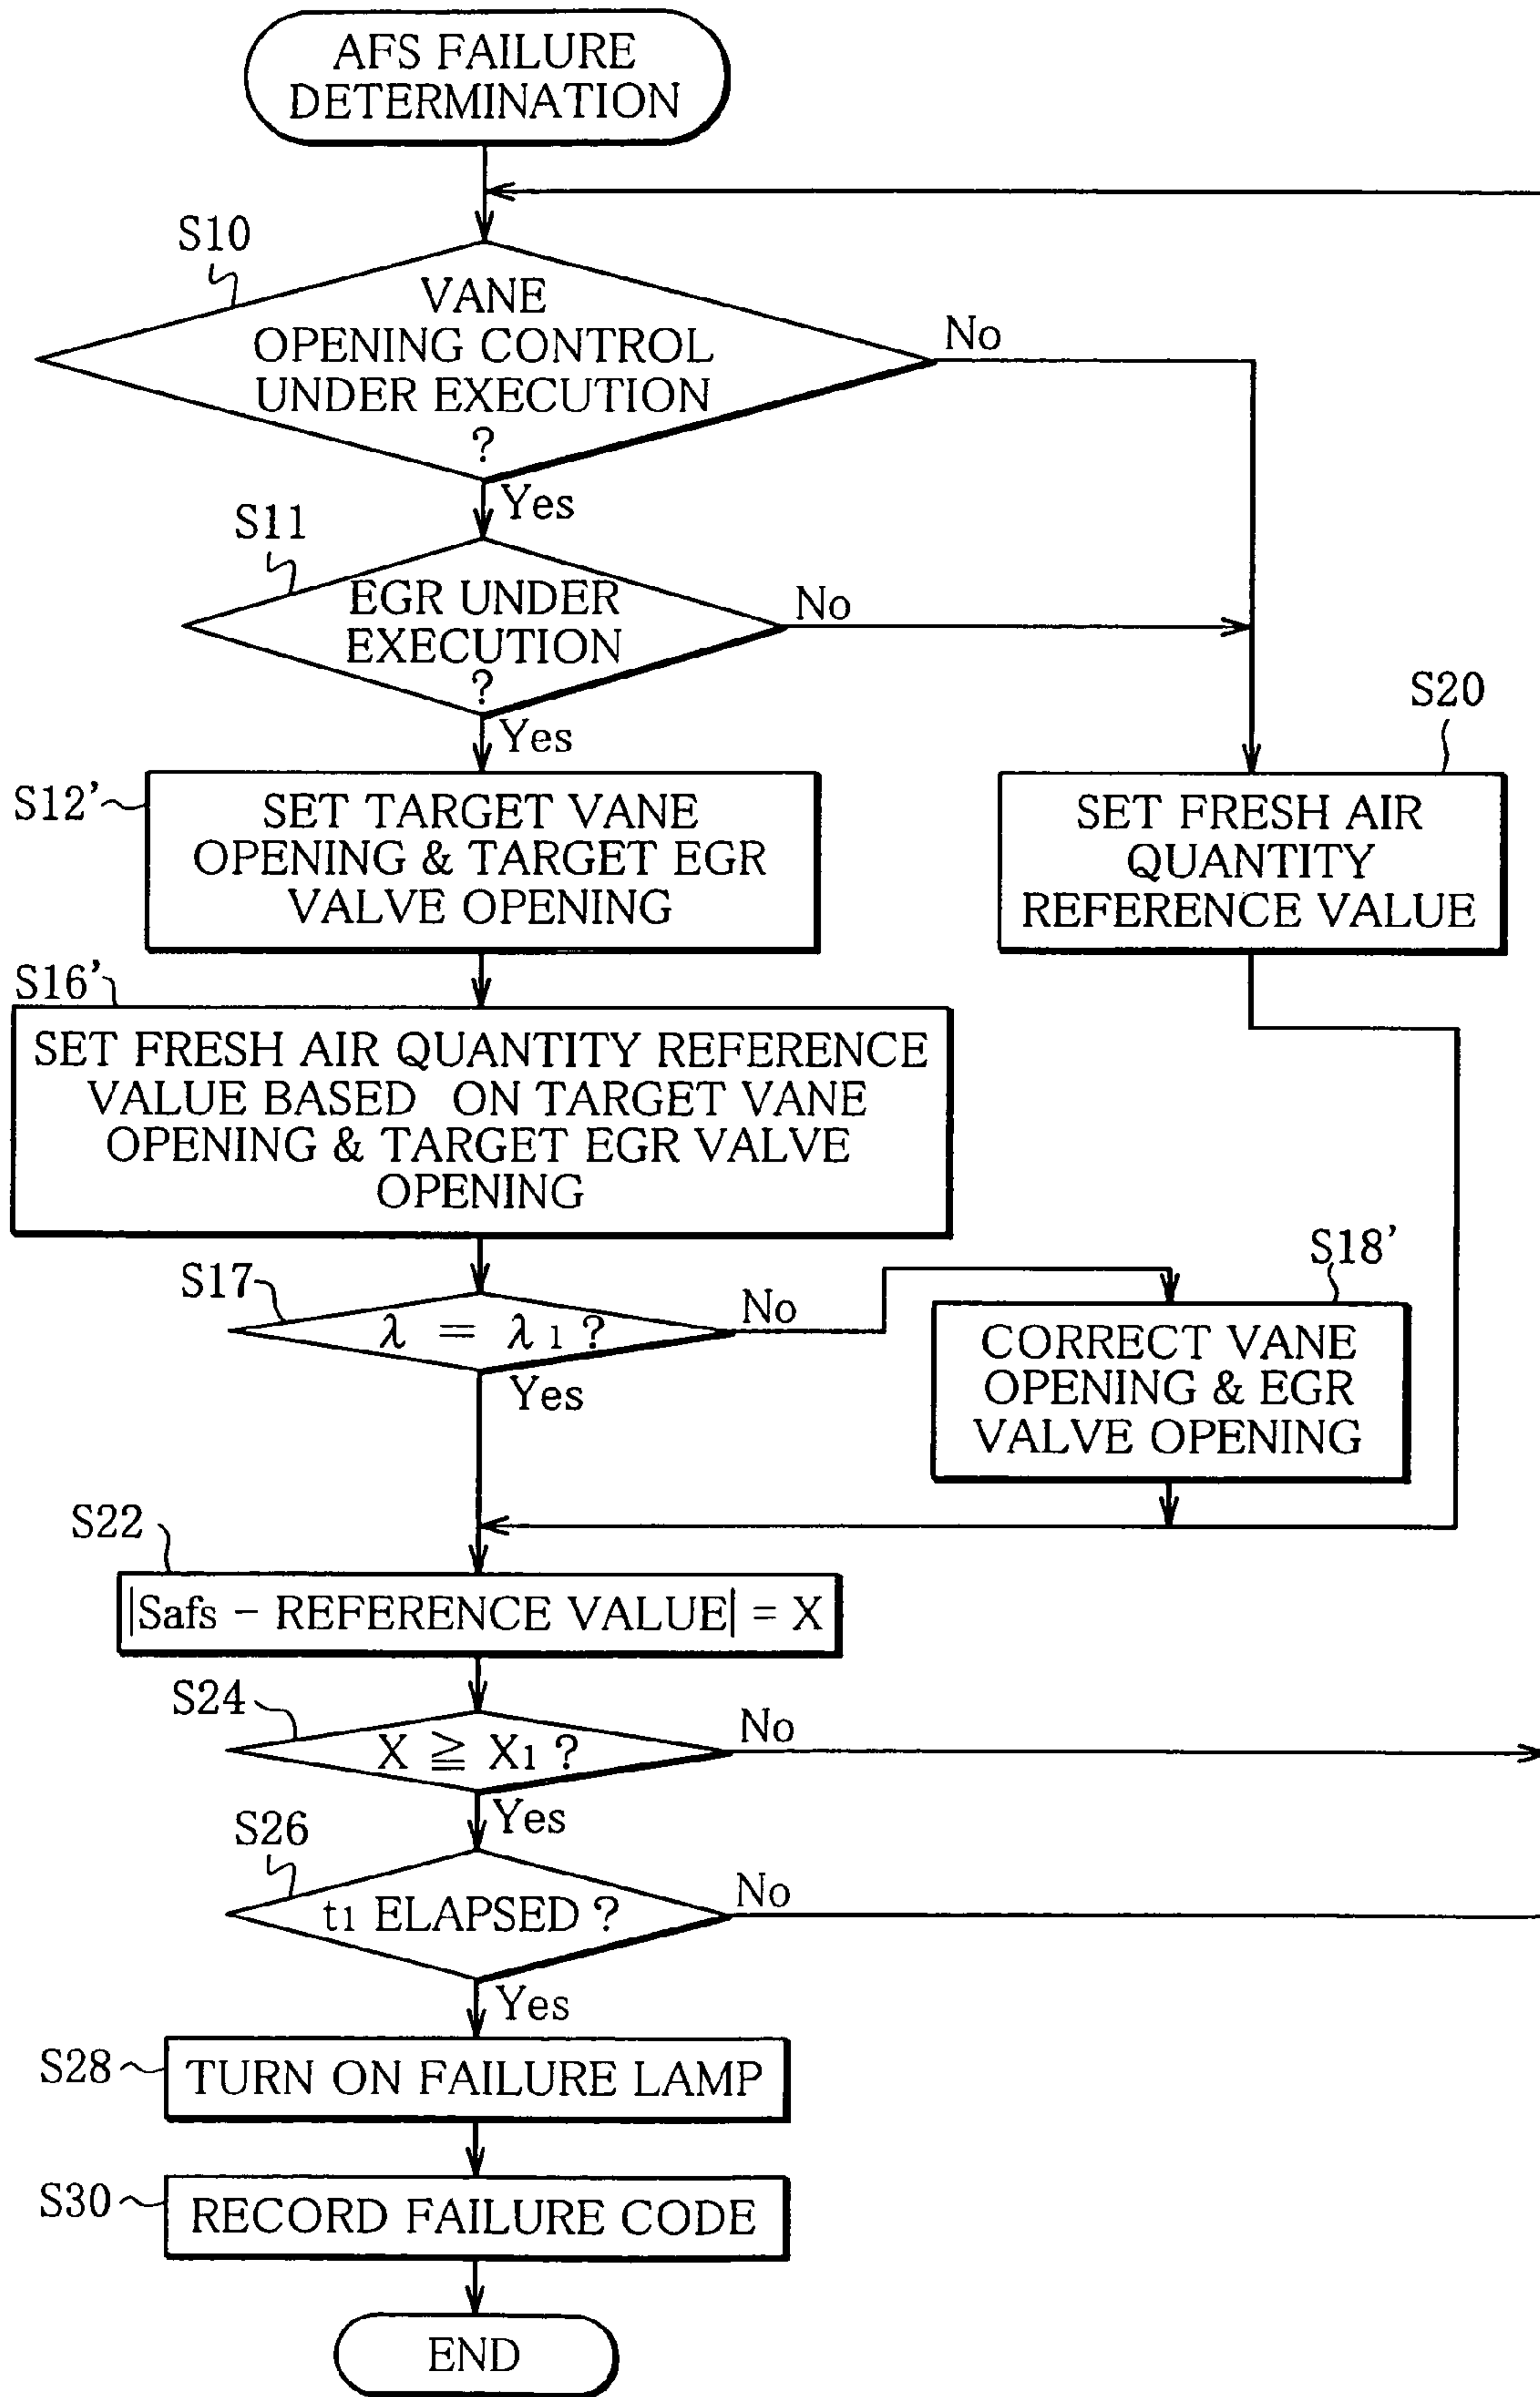 AFS FAILURE
DETERMINATION
S10
VANE
OPENING CONTROL
UNDER EXECUTION
?
No
Yes
S11
EGR UNDER
EXECUTION
?
No
Yes
S12'
SET TARGET VANE
OPENING & TARGET EGR
VALVE OPENING
S20
SET FRESH AIR
QUANTITY
REFERENCE VALUE
S16'
SET FRESH AIR QUANTITY REFERENCE
VALUE BASED ON TARGET VANE
OPENING & TARGET EGR VALVE
OPENING
S17
λ = λ1 ?
No
Yes
S18'
CORRECT VANE
OPENING & EGR
VALVE OPENING
S22
|Safs - REFERENCE VALUE| = X
S24
X ≧ X1 ?
No
Yes
S26
t1 ELAPSED ?
No
Yes
S28
TURN ON FAILURE LAMP
S30
RECORD FAILURE CODE
END